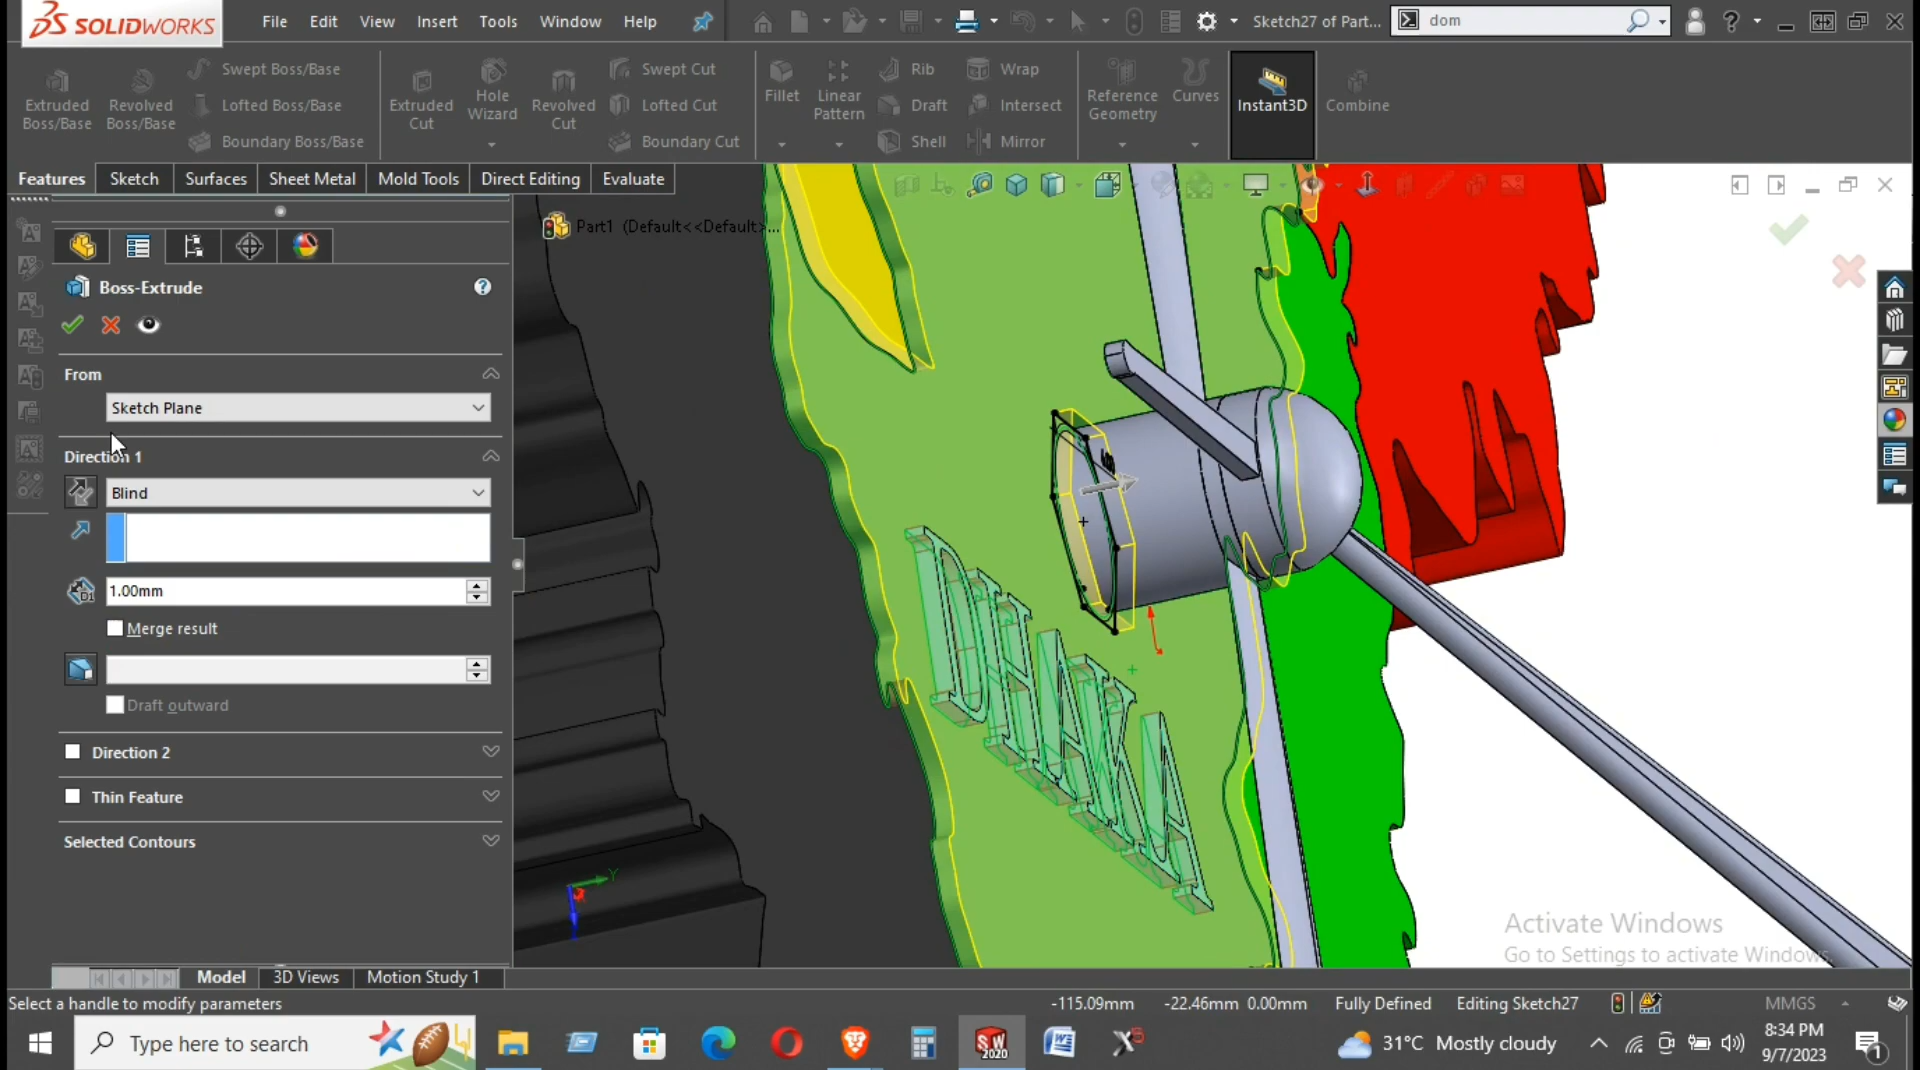 SOLIDWORKS
File Edit View Insert Tools Window Help
Sketch27 of Part...
dom
Extruded Boss/Base
Revolved Boss/Base
Swept Boss/Base
Lofted Boss/Base
Boundary Boss/Base
Extruded Cut
Hole Wizard
Revolved Cut
Swept Cut
Lofted Cut
Boundary Cut
Fillet
Linear Pattern
Rib
Draft
Shell
Wrap
Intersect
Mirror
Reference Geometry
Curves
Instant3D
Combine
Features Sketch Surfaces Sheet Metal Mold Tools Direct Editing Evaluate
Part1 (Default<<Default>...
Boss-Extrude
From
Sketch Plane
Direction 1
Blind
1.00mm
Merge result
Draft outward
Direction 2
Thin Feature
Selected Contours
DHAKA
Y
Activate Windows
Go to Settings to activate Windows.
Model 3D Views Motion Study 1
Select a handle to modify parameters
-115.09mm -22.46mm 0.00mm Fully Defined Editing Sketch27 MMGS
Type here to search
SW 2020
31°C Mostly cloudy
8:34 PM
9/7/2023
1